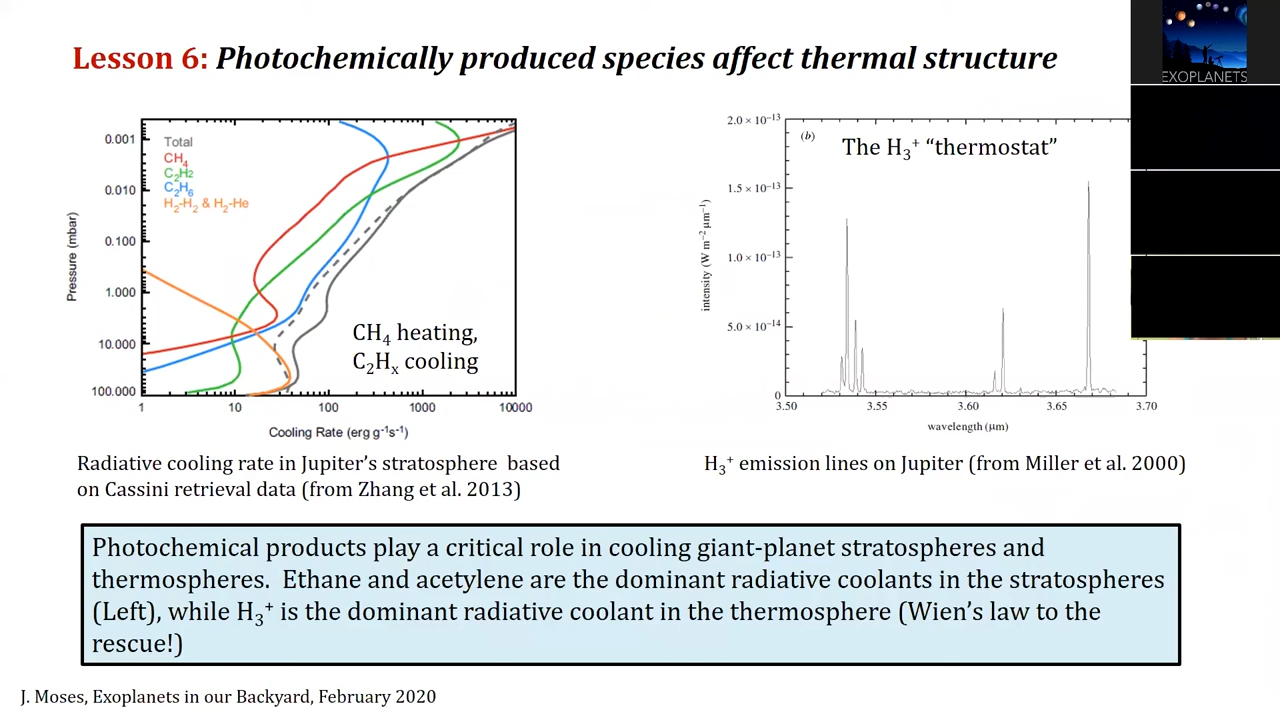 Lesson 6: Photochemically produced species affect thermal structure
EXOPLANETS
Total
CH4
C2H2
C2H6
H2-H2 & H2-He
0.001
0.010
0.100
1.000
10.000
100.000
Pressure (mbar)
CH4 heating,
C2Hx cooling
1 10 100 1000 10000
Cooling Rate (erg g-1s-1)
(b)
The H3+ “thermostat”
2.0 × 10−13
1.5 × 10−13
1.0 × 10−13
5.0 × 10−14
0
intensity (W m−2 μm−1)
3.50 3.55 3.60 3.65 3.70
wavelength (μm)
Radiative cooling rate in Jupiter’s stratosphere based
on Cassini retrieval data (from Zhang et al. 2013)
H3+ emission lines on Jupiter (from Miller et al. 2000)
Photochemical products play a critical role in cooling giant-planet stratospheres and
thermospheres. Ethane and acetylene are the dominant radiative coolants in the stratospheres
(Left), while H3+ is the dominant radiative coolant in the thermosphere (Wien’s law to the
rescue!)
J. Moses, Exoplanets in our Backyard, February 2020